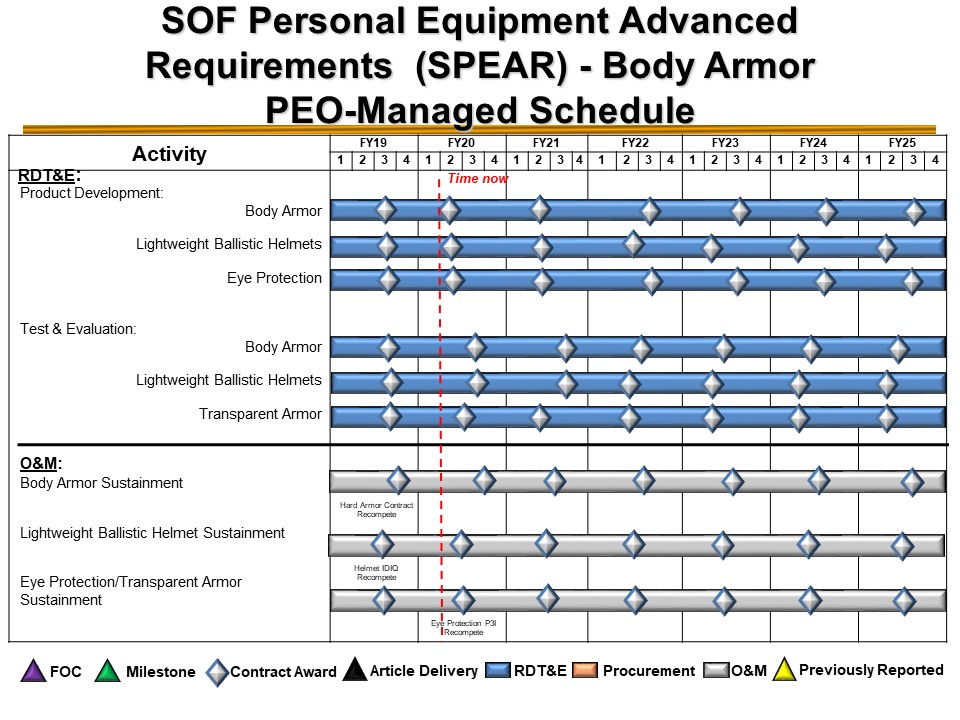 SOF Personal Equipment Advanced
Requirements (SPEAR) - Body Armor
PEO-Managed Schedule
Activity
FY19 FY20 FY21 FY22 FY23 FY24 FY25
1 2 3 4 1 2 3 4 1 2 3 4 1 2 3 4 1 2 3 4 1 2 3 4 1 2 3 4
RDT&E:
Time now
Product Development:
Body Armor
Lightweight Ballistic Helmets
Eye Protection
Test & Evaluation:
Body Armor
Lightweight Ballistic Helmets
Transparent Armor
O&M:
Body Armor Sustainment
Hard Armor Contract
Recompete
Lightweight Ballistic Helmet Sustainment
Helmet IDIQ
Recompete
Eye Protection/Transparent Armor
Sustainment
Eye Protection P3I
Recompete
FOC Milestone Contract Award Article Delivery RDT&E Procurement O&M Previously Reported